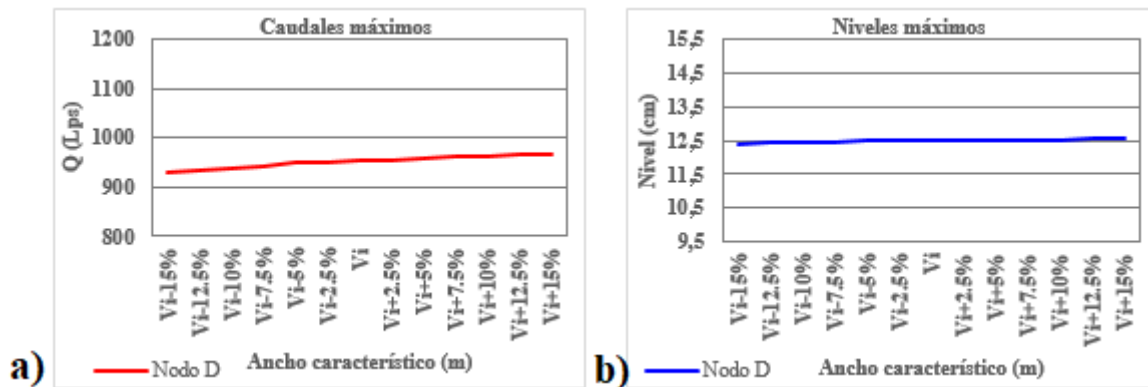 Caudales máximos
1200
1100
1000
900
800
Q (Lps)
Vi-15%
Vi-12.5%
Vi-10%
Vi-7.5%
Vi-5%
Vi-2.5%
Vi
Vi+2.5%
Vi+5%
Vi+7.5%
Vi+10%
Vi+12.5%
Vi+15%
Ancho característico (m)
Nodo D
a)
Niveles máximos
15,5
14,5
13,5
12,5
11,5
10,5
9,5
Nivel (cm)
Vi-15%
Vi-12.5%
Vi-10%
Vi-7.5%
Vi-5%
Vi-2.5%
Vi
Vi+2.5%
Vi+5%
Vi+7.5%
Vi+10%
Vi+12.5%
Vi+15%
Ancho característico (m)
Nodo D
b)